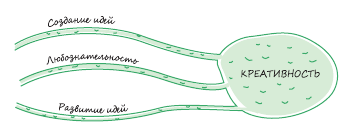 Создание идей
Любознательность
КРЕАТИВНОСТЬ
Развитие идей